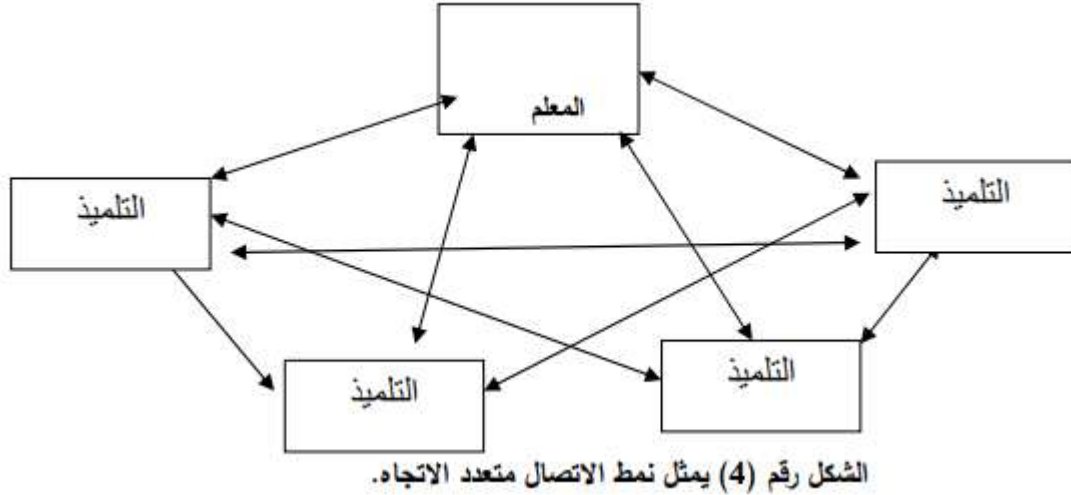 المعلم
التلميذ
التلميذ
التلميذ
التلميذ
الشكل رقم (4) يمثل نمط الاتصال متعدد الاتجاه.